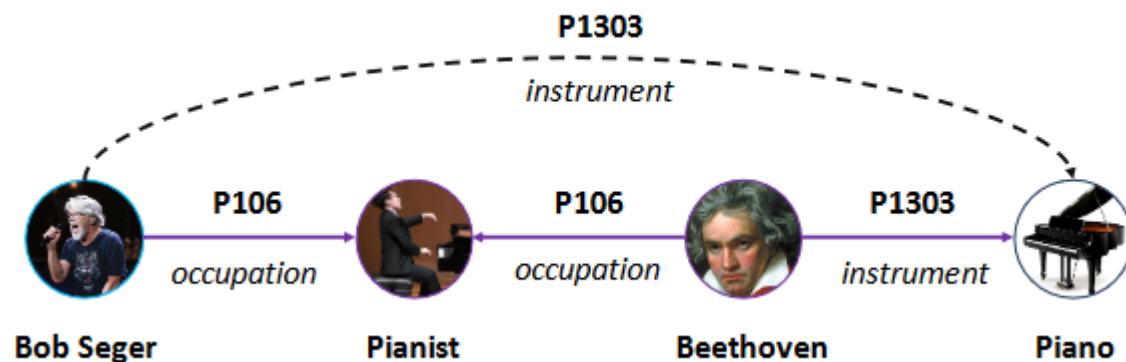 P1303
instrument
P106 P106 P1303
occupation occupation instrument
Bob Seger Pianist Beethoven Piano